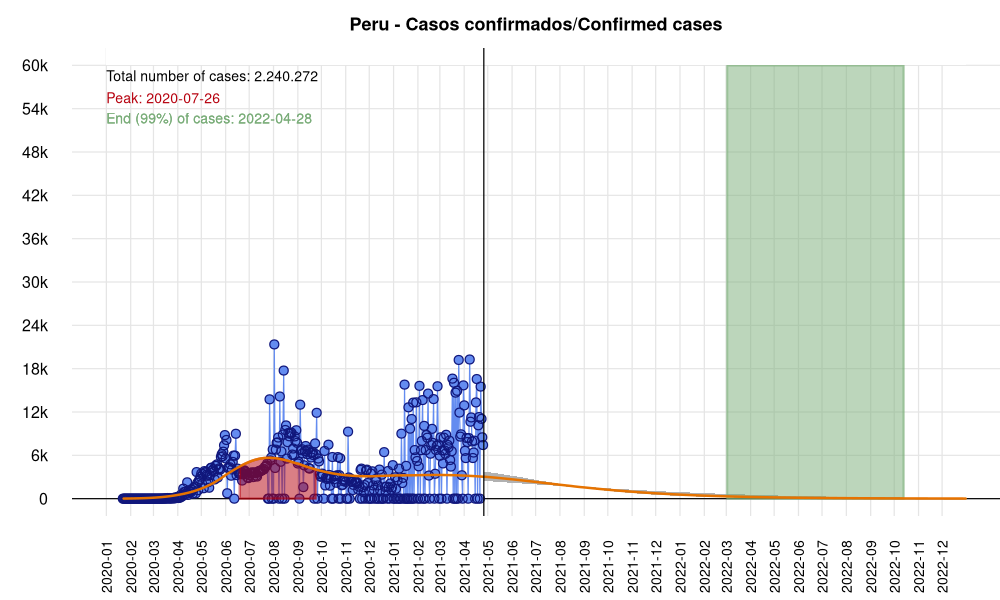 Peru - Casos confirmados/Confirmed cases
60k
Total number of cases: 2.240.272
Peak: 2020-07-26
54k
End (99%) of cases: 2022-04-28
48k
42k
36k
30k
24k
18k
12k
6k
0
2020-01
2020-02
2020-03
2020-04
2020-05
2020-06
2020-07
2020-08
2020-09
2020-10
2020-11
2020-12
2021-01
2021-02
2021-03
2021-04
2021-05
2021-06
2021-07
2021-08
2021-09
2021-10
2021-11
2021-12
2022-01
2022-02
2022-03
2022-04
2022-05
2022-06
2022-07
2022-08
2022-09
2022-10
2022-11
2022-12